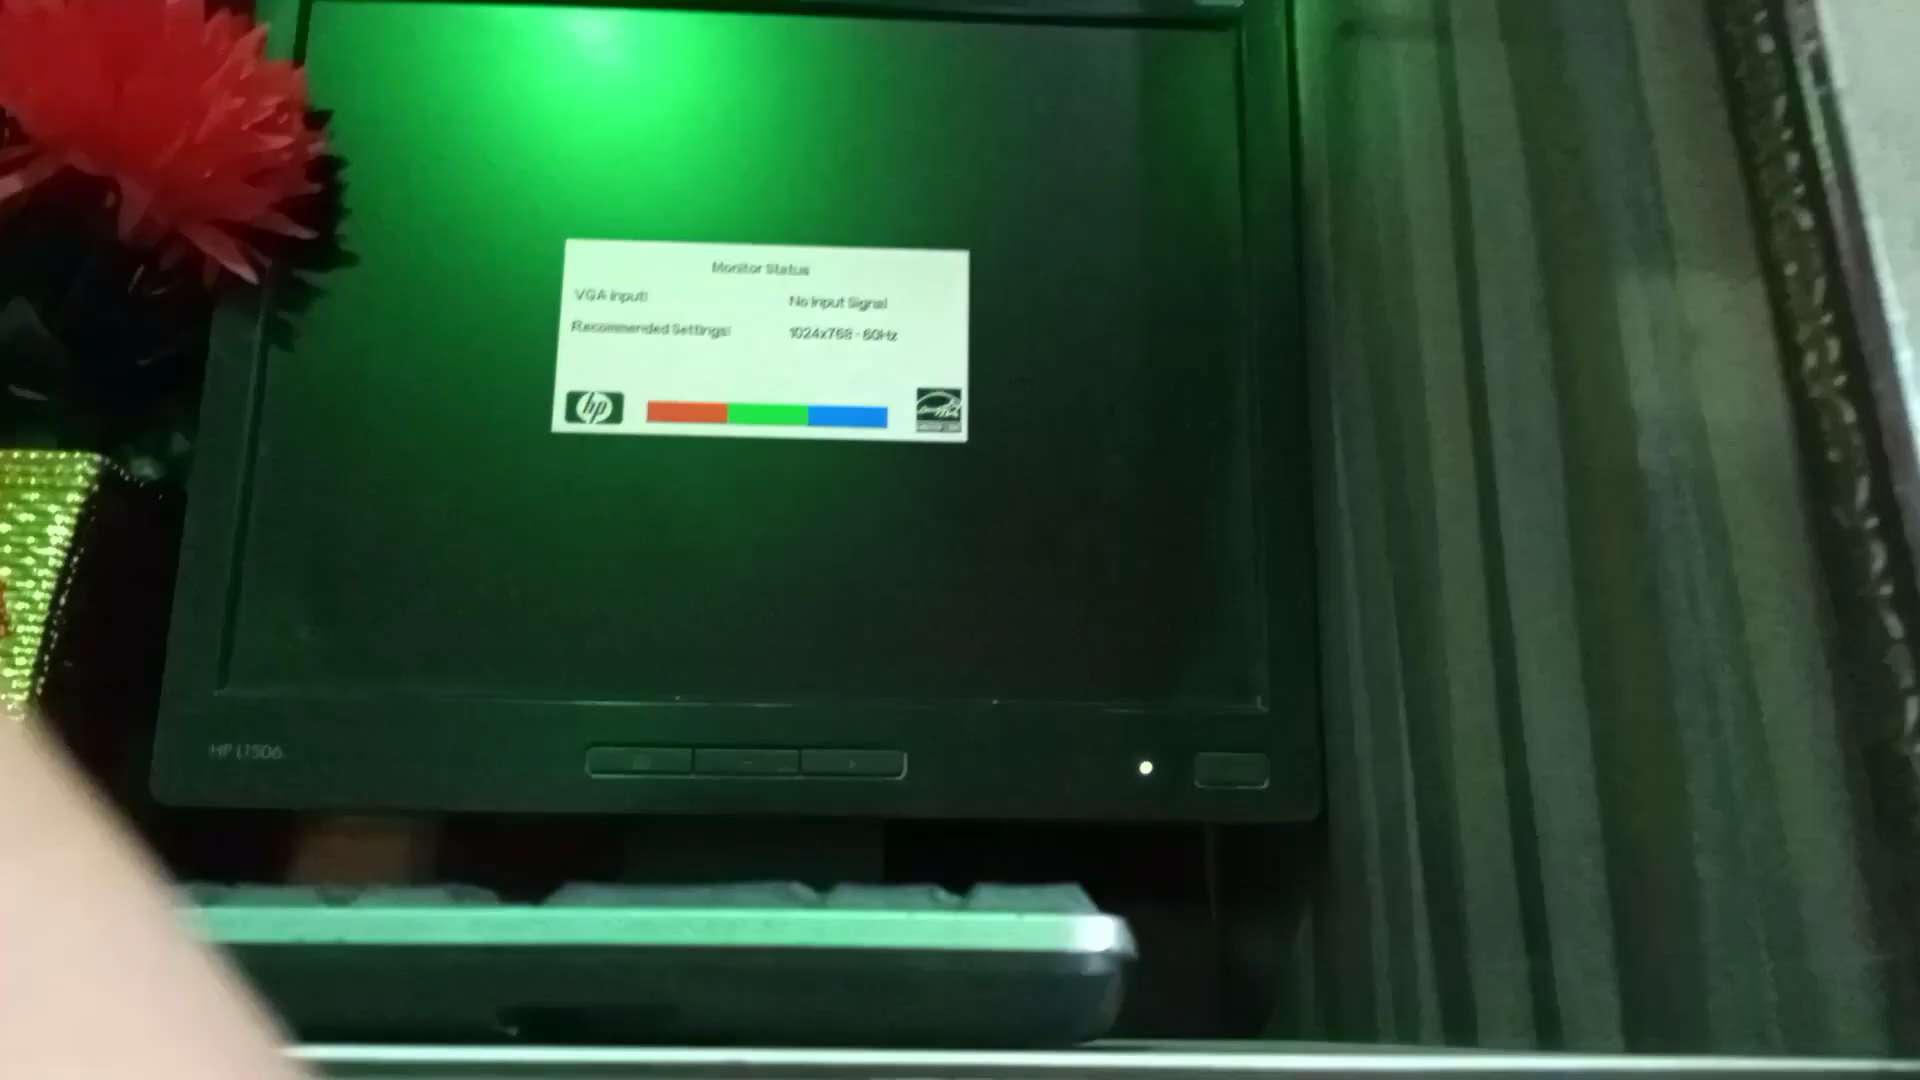 Monitor Status
VGA Input: No Input Signal
Recommended Settings: 1024x768 - 60Hz
hp
HP L1506